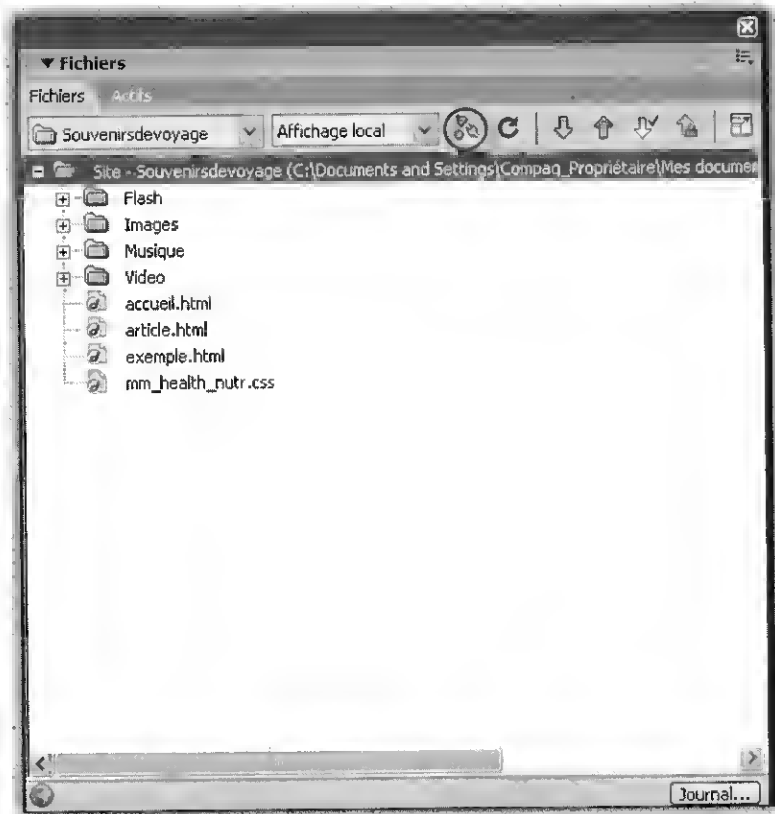 Fichiers
Fichiers Actifs
Souvenirsdevoyage Affichage local
Site - Souvenirsdevoyage (C:\Documents and Settings\Compaq_Propriétaire\Mes documen
Flash
Images
Musique
Video
accueil.html
article.html
exemple.html
mm_health_nutr.css
Journal...